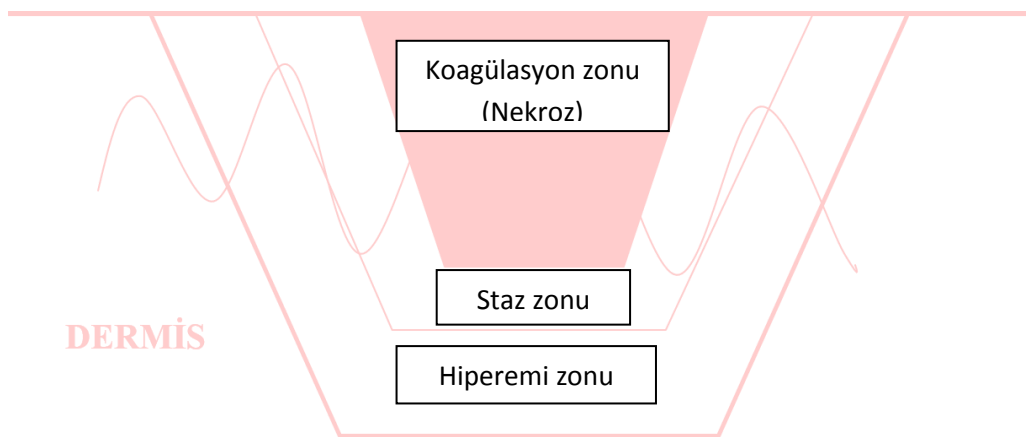 Koagülasyon zonu
(Nekroz)
Staz zonu
DERMİS
Hiperemi zonu